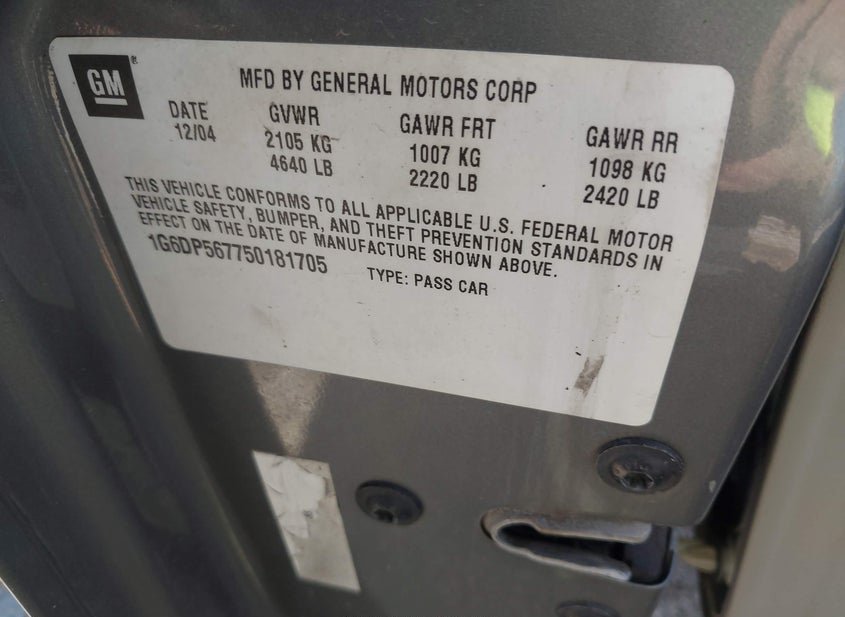 GM®
MFD BY GENERAL MOTORS CORP
DATE GVWR GAWR FRT GAWR RR
12/04 2105 KG 1007 KG 1098 KG
4640 LB 2220 LB 2420 LB
THIS VEHICLE CONFORMS TO ALL APPLICABLE U.S. FEDERAL MOTOR
VEHICLE SAFETY, BUMPER, AND THEFT PREVENTION STANDARDS IN
EFFECT ON THE DATE OF MANUFACTURE SHOWN ABOVE.
1G6DP567750181705 TYPE: PASS CAR